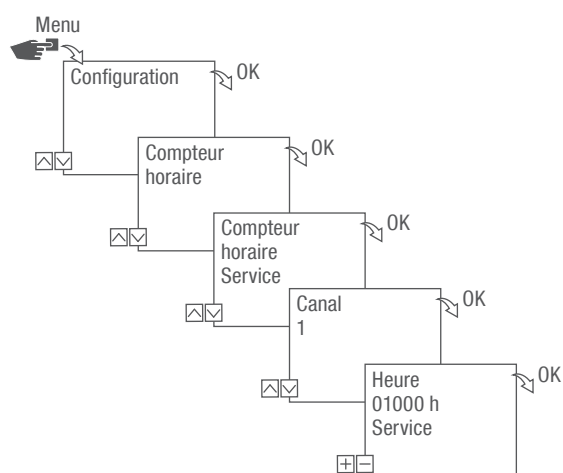 Menu
Configuration
OK
Compteur
horaire
OK
Compteur
horaire
Service
OK
Canal
1
OK
Heure
01000 h
Service
OK
+ −